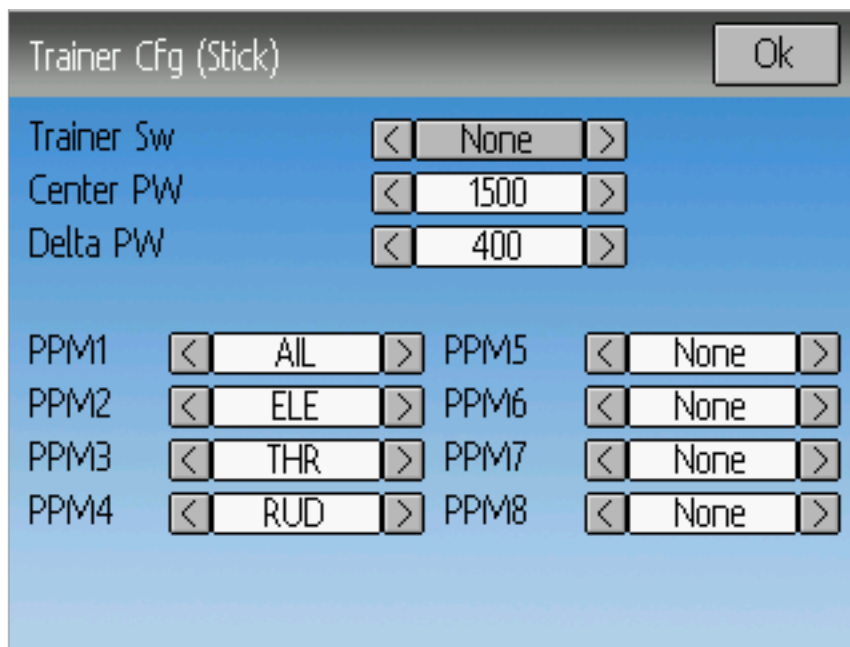 Trainer Cfg (Stick) Ok
Trainer Sw < None >
Center PW < 1500 >
Delta PW < 400 >
PPM1 < AIL > PPM5 < None >
PPM2 < ELE > PPM6 < None >
PPM3 < THR > PPM7 < None >
PPM4 < RUD > PPM8 < None >